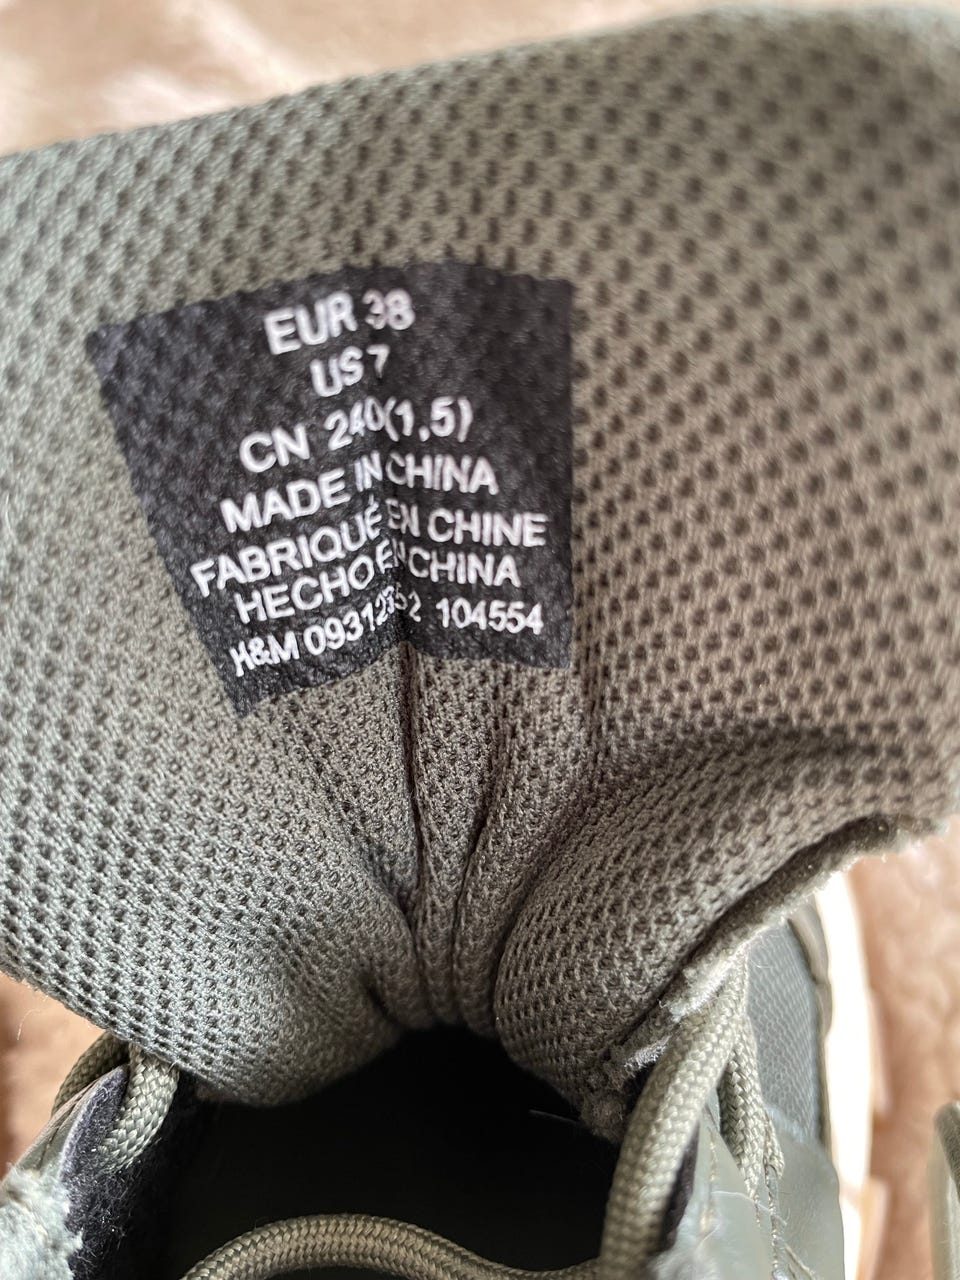 EUR 38
US 7
CN 240(1,5)
MADE IN CHINA
FABRIQUÉ EN CHINE
HECHO EN CHINA
H&M 104554